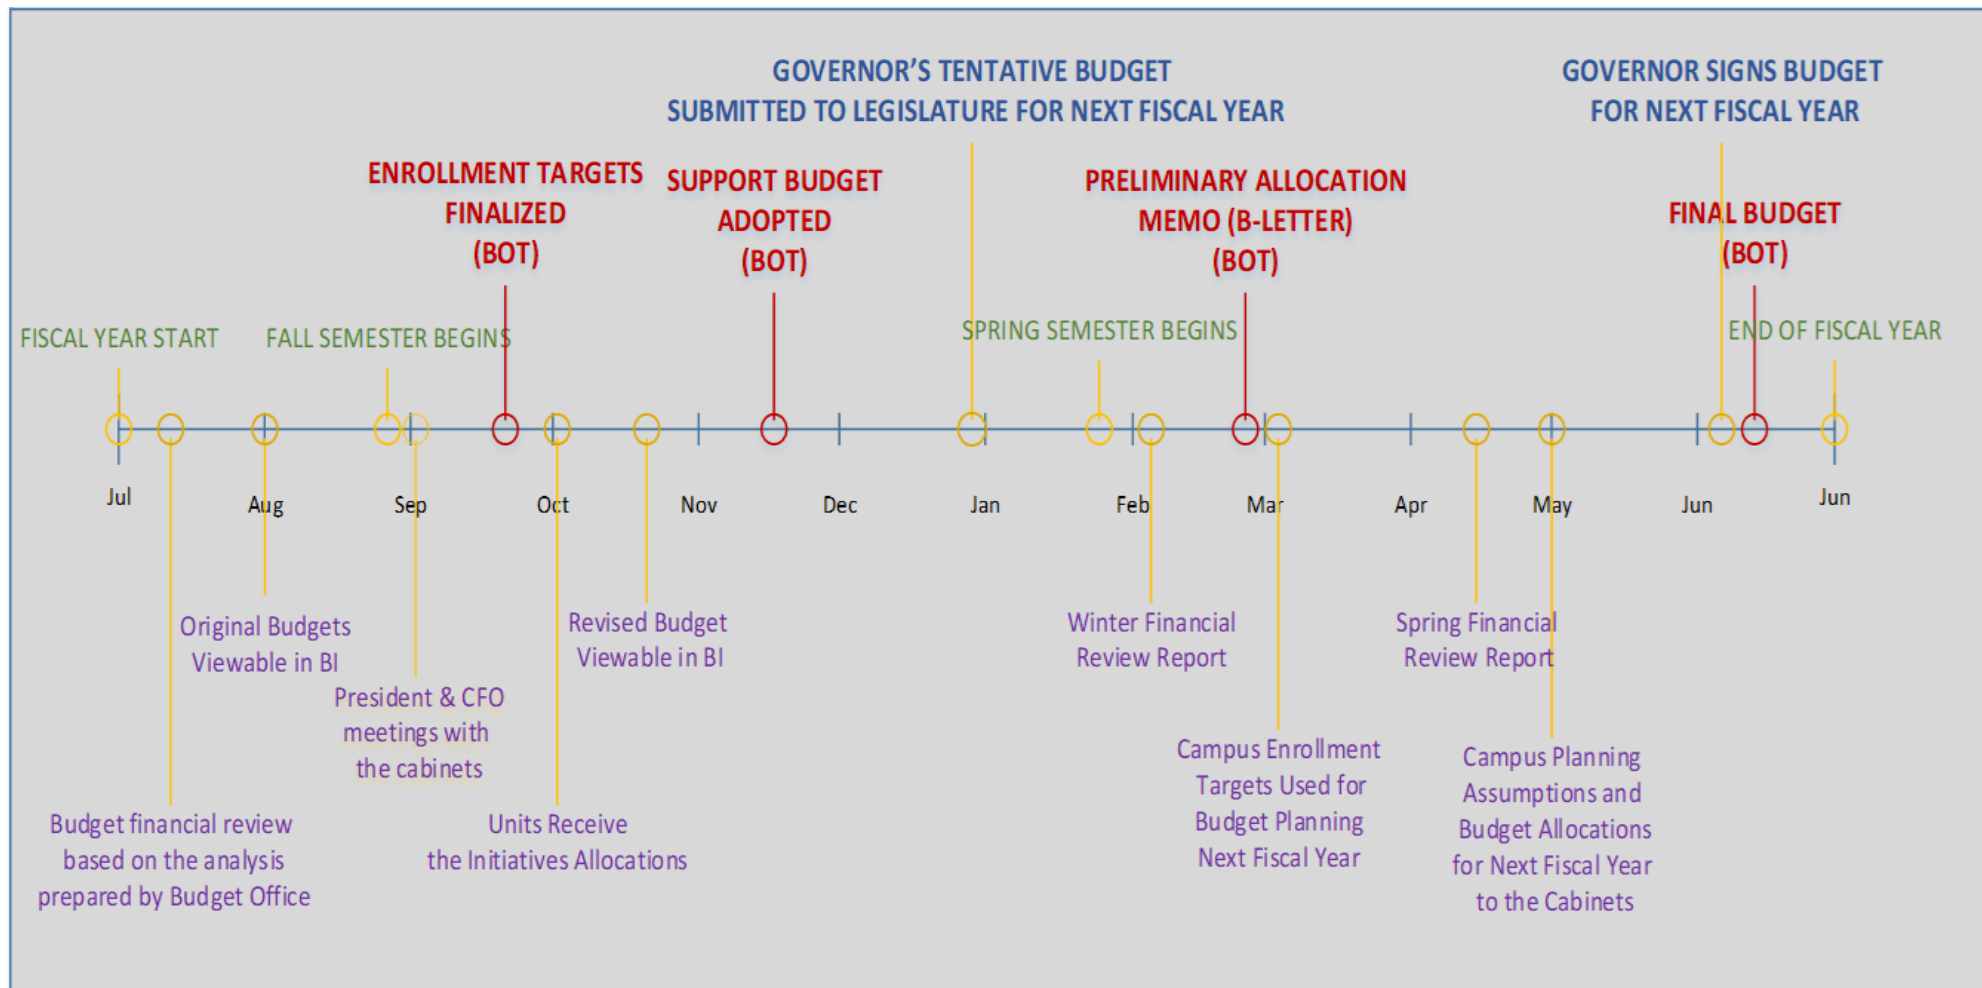 GOVERNOR'S TENTATIVE BUDGET
SUBMITTED TO LEGISLATURE FOR NEXT FISCAL YEAR
GOVERNOR SIGNS BUDGET
FOR NEXT FISCAL YEAR
ENROLLMENT TARGETS
FINALIZED
(BOT)
SUPPORT BUDGET
ADOPTED
(BOT)
PRELIMINARY ALLOCATION
MEMO (B-LETTER)
(BOT)
FINAL BUDGET
(BOT)
FISCAL YEAR START
FALL SEMESTER BEGINS
SPRING SEMESTER BEGINS
END OF FISCAL YEAR
Jul
Aug
Sep
Oct
Nov
Dec
Jan
Feb
Mar
Apr
May
Jun
Jun
Original Budgets
Viewable in BI
Revised Budget
Viewable in BI
Winter Financial
Review Report
Spring Financial
Review Report
President & CFO
meetings with
the cabinets
Campus Enrollment
Targets Used for
Budget Planning
Next Fiscal Year
Campus Planning
Assumptions and
Budget Allocations
for Next Fiscal Year
to the Cabinets
Budget financial review
based on the analysis
prepared by Budget Office
Units Receive
the Initiatives Allocations